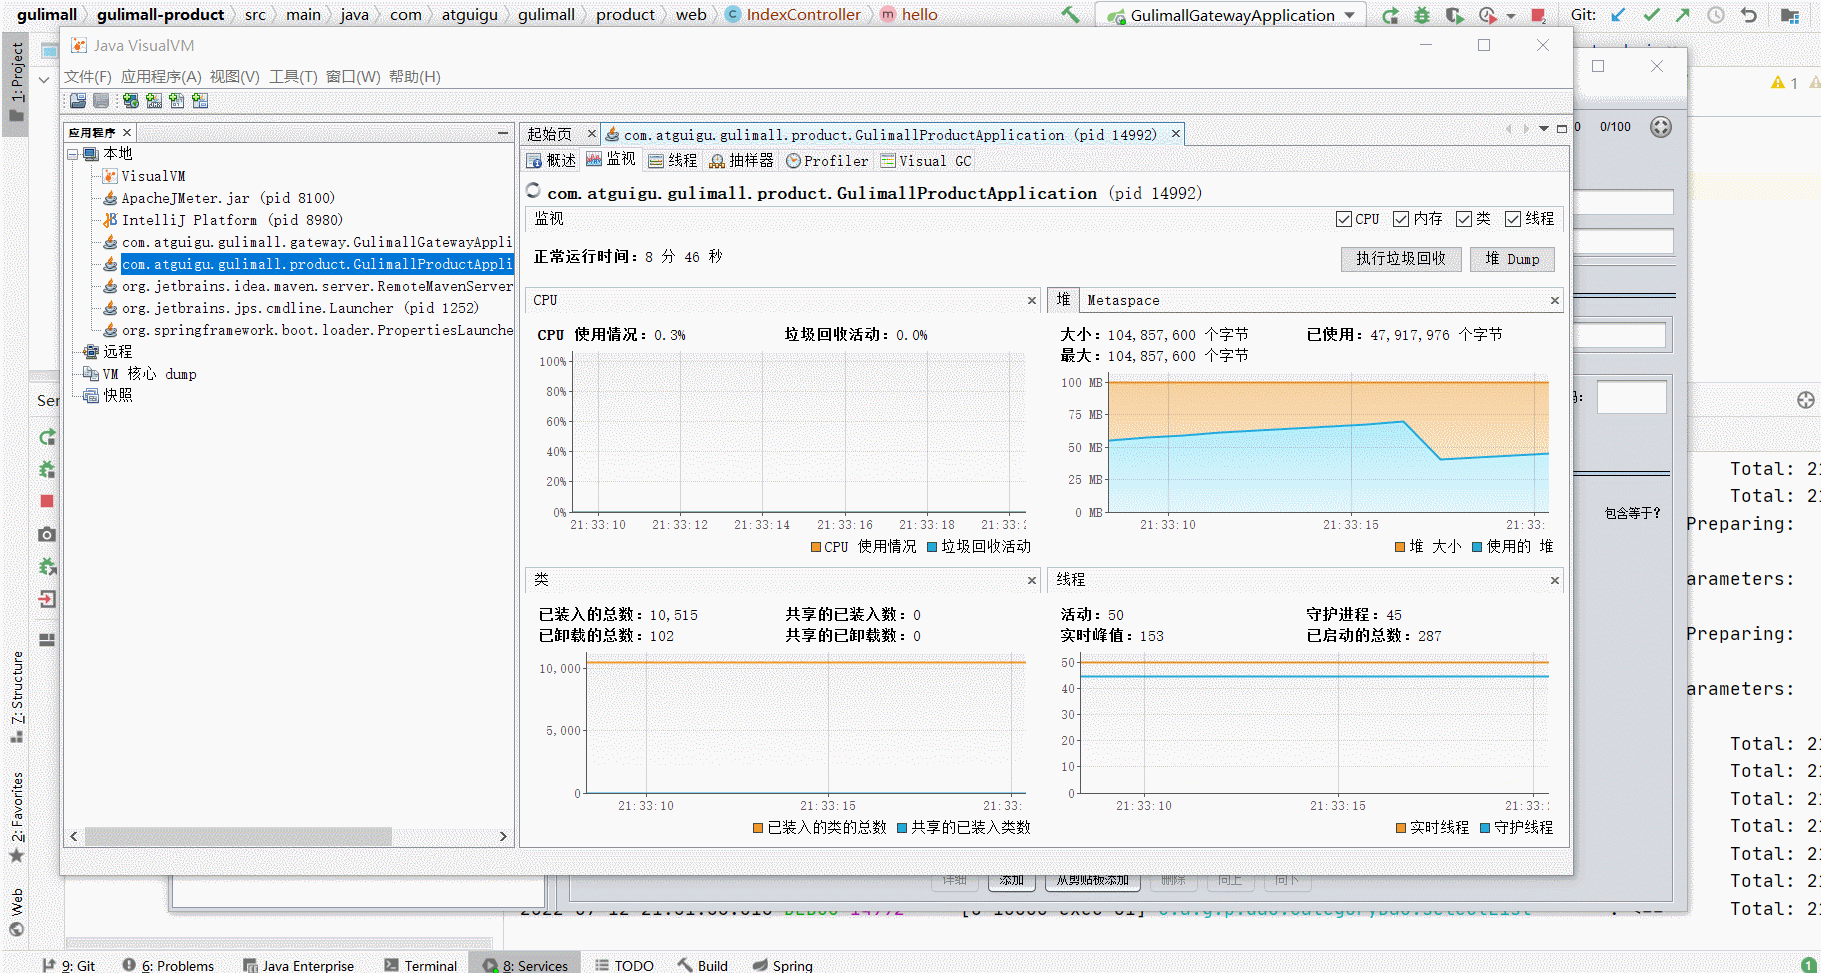 gulimall gulimall-product src main java com atguigu gulimall product web IndexController hello GulimallGatewayApplication Git:
Java VisualVM
文件(F) 应用程序(A) 视图(V) 工具(T) 窗口(W) 帮助(H)
1: Project
7: Structure
2: Favorites
Web
应用程序
本地
VisualVM
ApacheJMeter.jar (pid 8100)
IntelliJ Platform (pid 8980)
com.atguigu.gulimall.gateway.GulimallGatewayAppli
com.atguigu.gulimall.product.GulimallProductAppli
org.jetbrains.idea.maven.server.RemoteMavenServer
org.jetbrains.jps.cmdline.Launcher (pid 1252)
org.springframework.boot.loader.PropertiesLaunche
远程
VM 核心 dump
快照
Ser
起始页 com.atguigu.gulimall.product.GulimallProductApplication (pid 14992)
概述 监视 线程 抽样器 Profiler Visual GC
com.atguigu.gulimall.product.GulimallProductApplication (pid 14992)
监视 CPU 内存 类 线程
正常运行时间：8 分 46 秒 执行垃圾回收 堆 Dump
CPU
CPU 使用情况：0.3% 垃圾回收活动：0.0%
100%
80%
60%
40%
20%
0%
21:33:10 21:33:12 21:33:14 21:33:16 21:33:18 21:33:2
CPU 使用情况 垃圾回收活动
堆 Metaspace
大小：104,857,600 个字节 已使用：47,917,976 个字节
最大：104,857,600 个字节
100 MB
75 MB
50 MB
25 MB
0 MB
21:33:10 21:33:15 21:33:
堆 大小 使用的 堆
类
已装入的总数：10,515 共享的已装入数：0
已卸载的总数：102 共享的已卸载数：0
10,000
5,000
0
21:33:10 21:33:15 21:33:
已装入的类的总数 共享的已装入类数
线程
活动：50 守护进程：45
实时峰值：153 已启动的总数：287
50
40
30
20
10
0
21:33:10 21:33:15 21:33:
实时线程 守护线程
1
0 0/100
包含等于?
Total: 2
Total: 2
Preparing:
arameters:
Preparing:
arameters:
Total: 2
Total: 2
Total: 2
Total: 2
Total: 2
Total: 2
Total: 2
详细 添加 从剪贴板添加 删除 向上 向下
9: Git 6: Problems Java Enterprise Terminal 8: Services TODO Build Spring 1